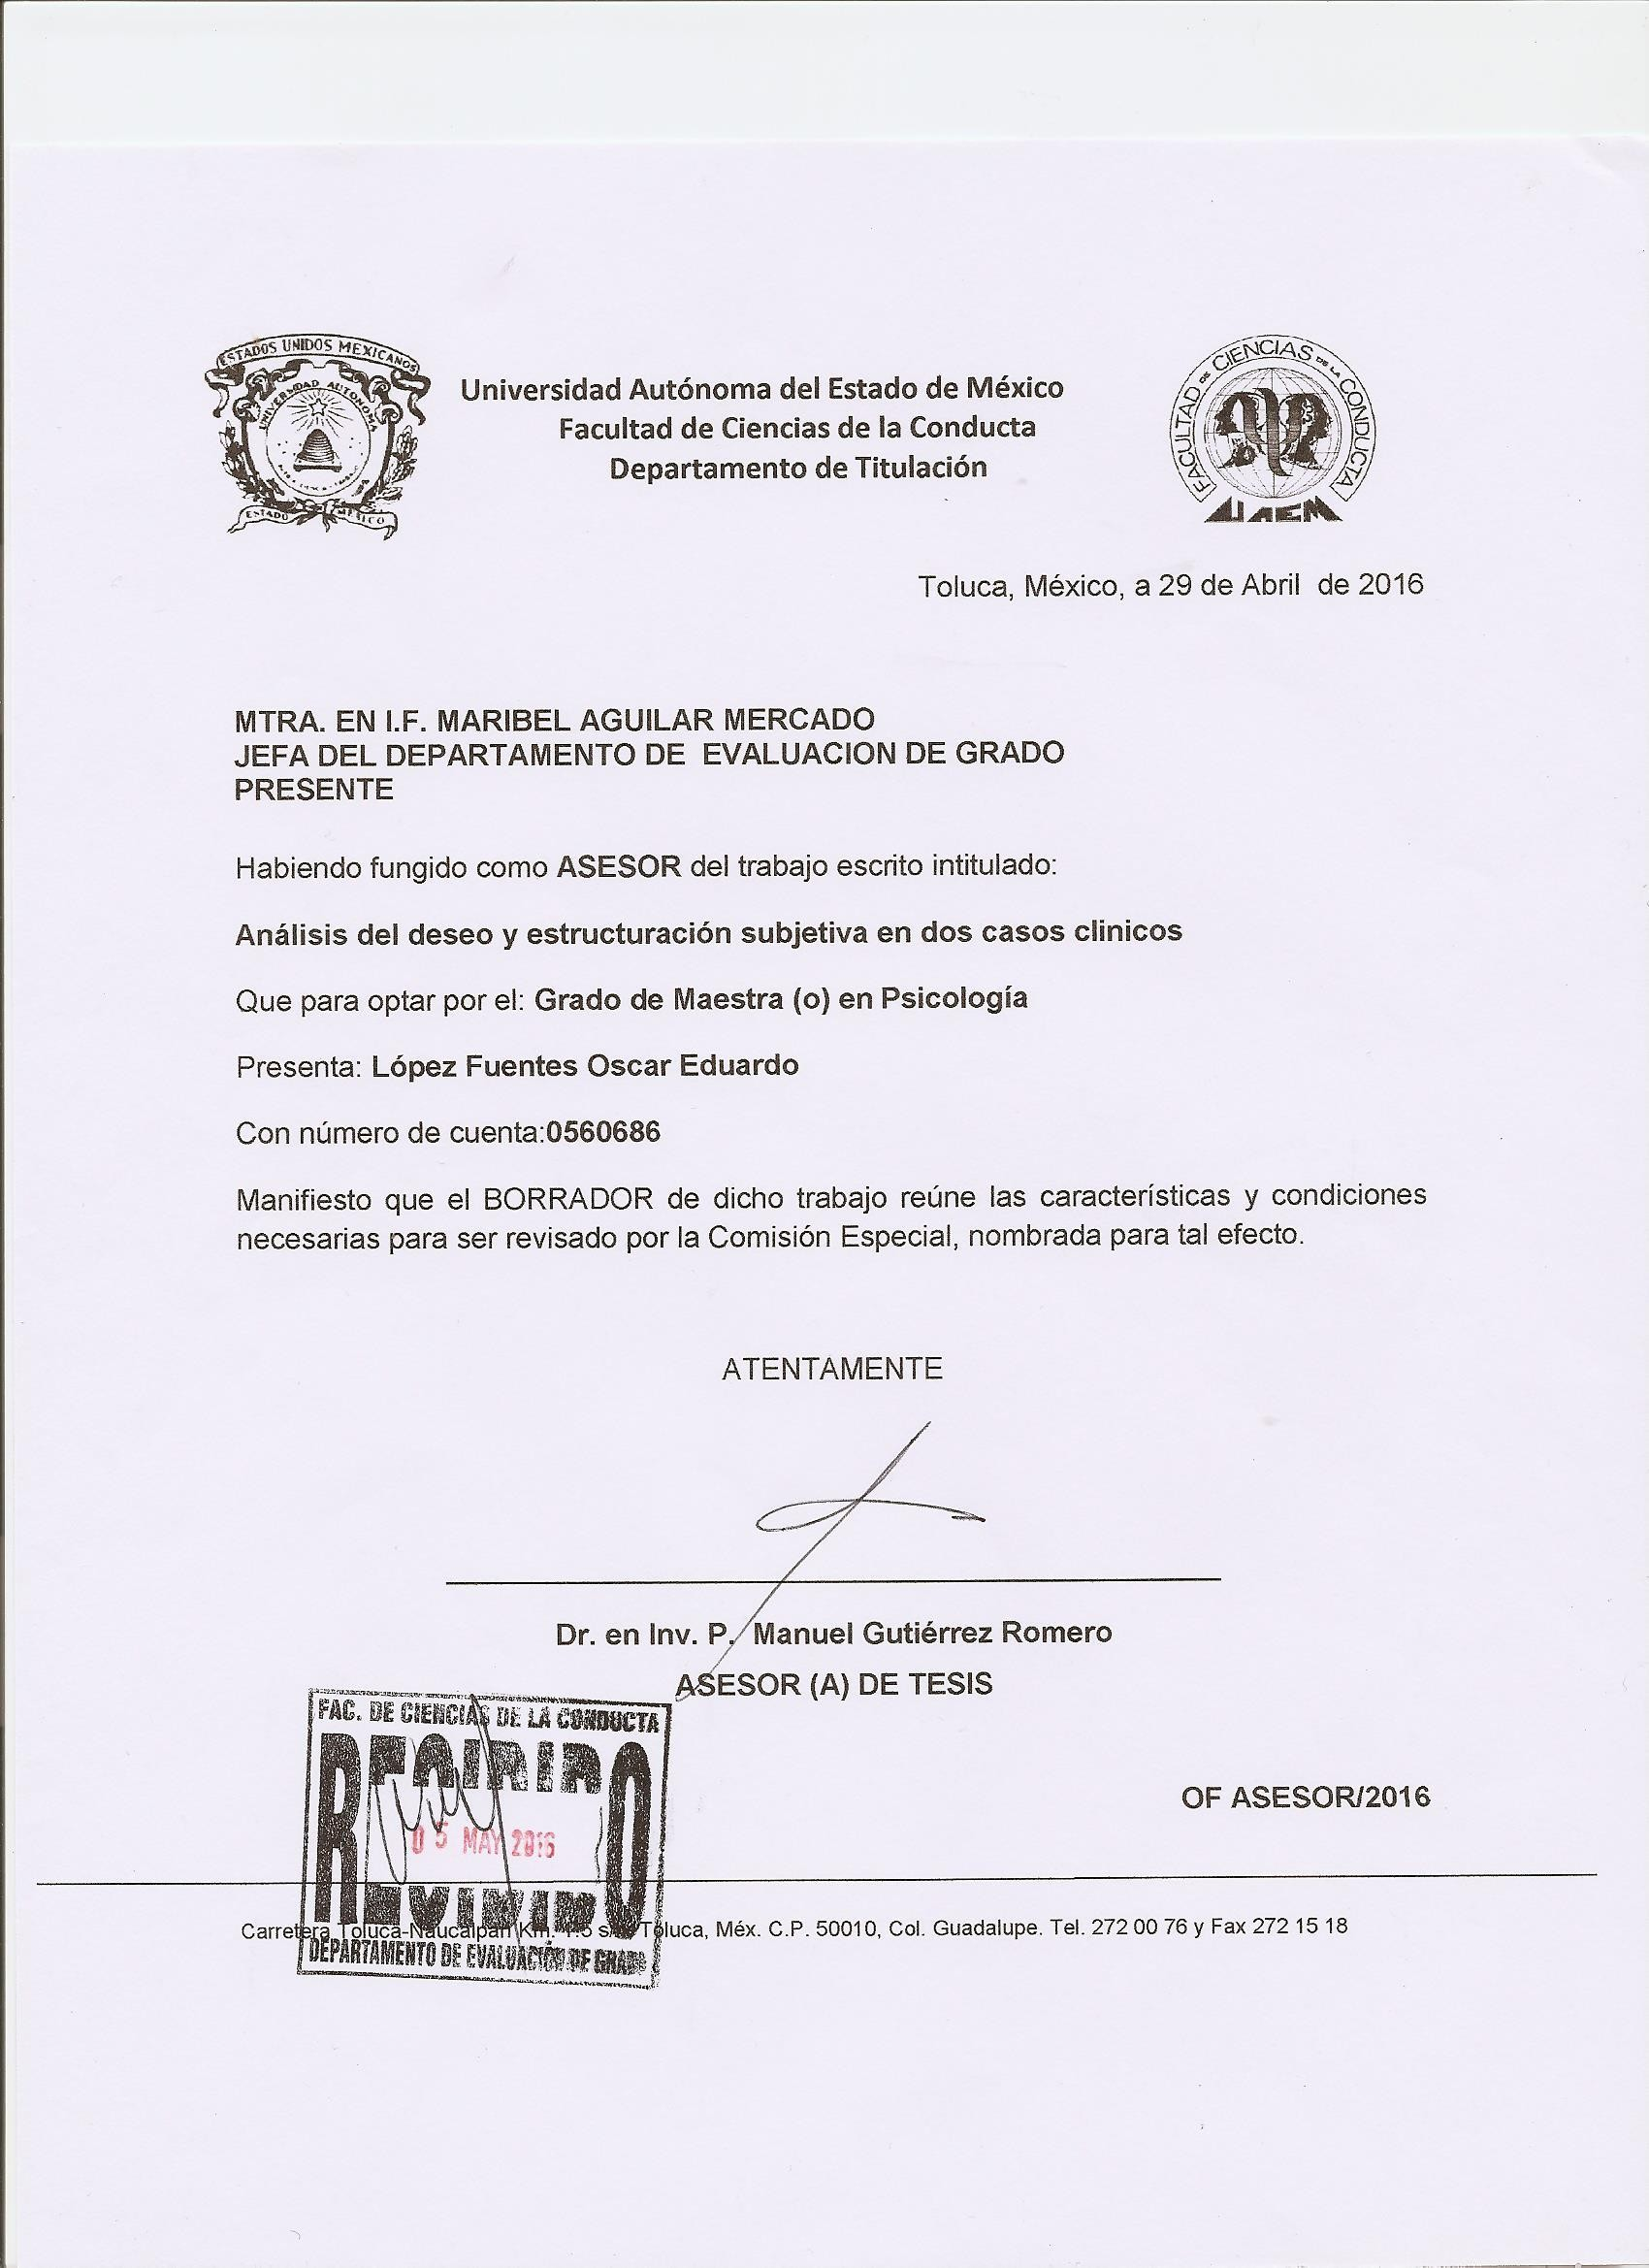 ESTADOS UNIDOS MEXICANOS
UNIVERSIDAD AUTONOMA
ESTADO MEXICO
Universidad Autónoma del Estado de México
Facultad de Ciencias de la Conducta
Departamento de Titulación
FACULTAD DE CIENCIAS DE LA CONDUCTA
UAEM
Toluca, México, a 29 de Abril de 2016
MTRA. EN I.F. MARIBEL AGUILAR MERCADO
JEFA DEL DEPARTAMENTO DE EVALUACION DE GRADO
PRESENTE
Habiendo fungido como ASESOR del trabajo escrito intitulado:
Análisis del deseo y estructuración subjetiva en dos casos clinicos
Que para optar por el: Grado de Maestra (o) en Psicología
Presenta: López Fuentes Oscar Eduardo
Con número de cuenta:0560686
Manifiesto que el BORRADOR de dicho trabajo reúne las características y condiciones
necesarias para ser revisado por la Comisión Especial, nombrada para tal efecto.
ATENTAMENTE
Dr. en Inv. P. Manuel Gutiérrez Romero
ASESOR (A) DE TESIS
FAC. DE CIENCIAS DE LA CONDUCTA
RECIBIDO
05 MAY 2016
DEPARTAMENTO DE EVALUACIÓN DE GRADO
OF ASESOR/2016
Carretera Toluca-Naucalpan Km. 1.5 Toluca, Méx. C.P. 50010, Col. Guadalupe. Tel. 272 00 76 y Fax 272 15 18